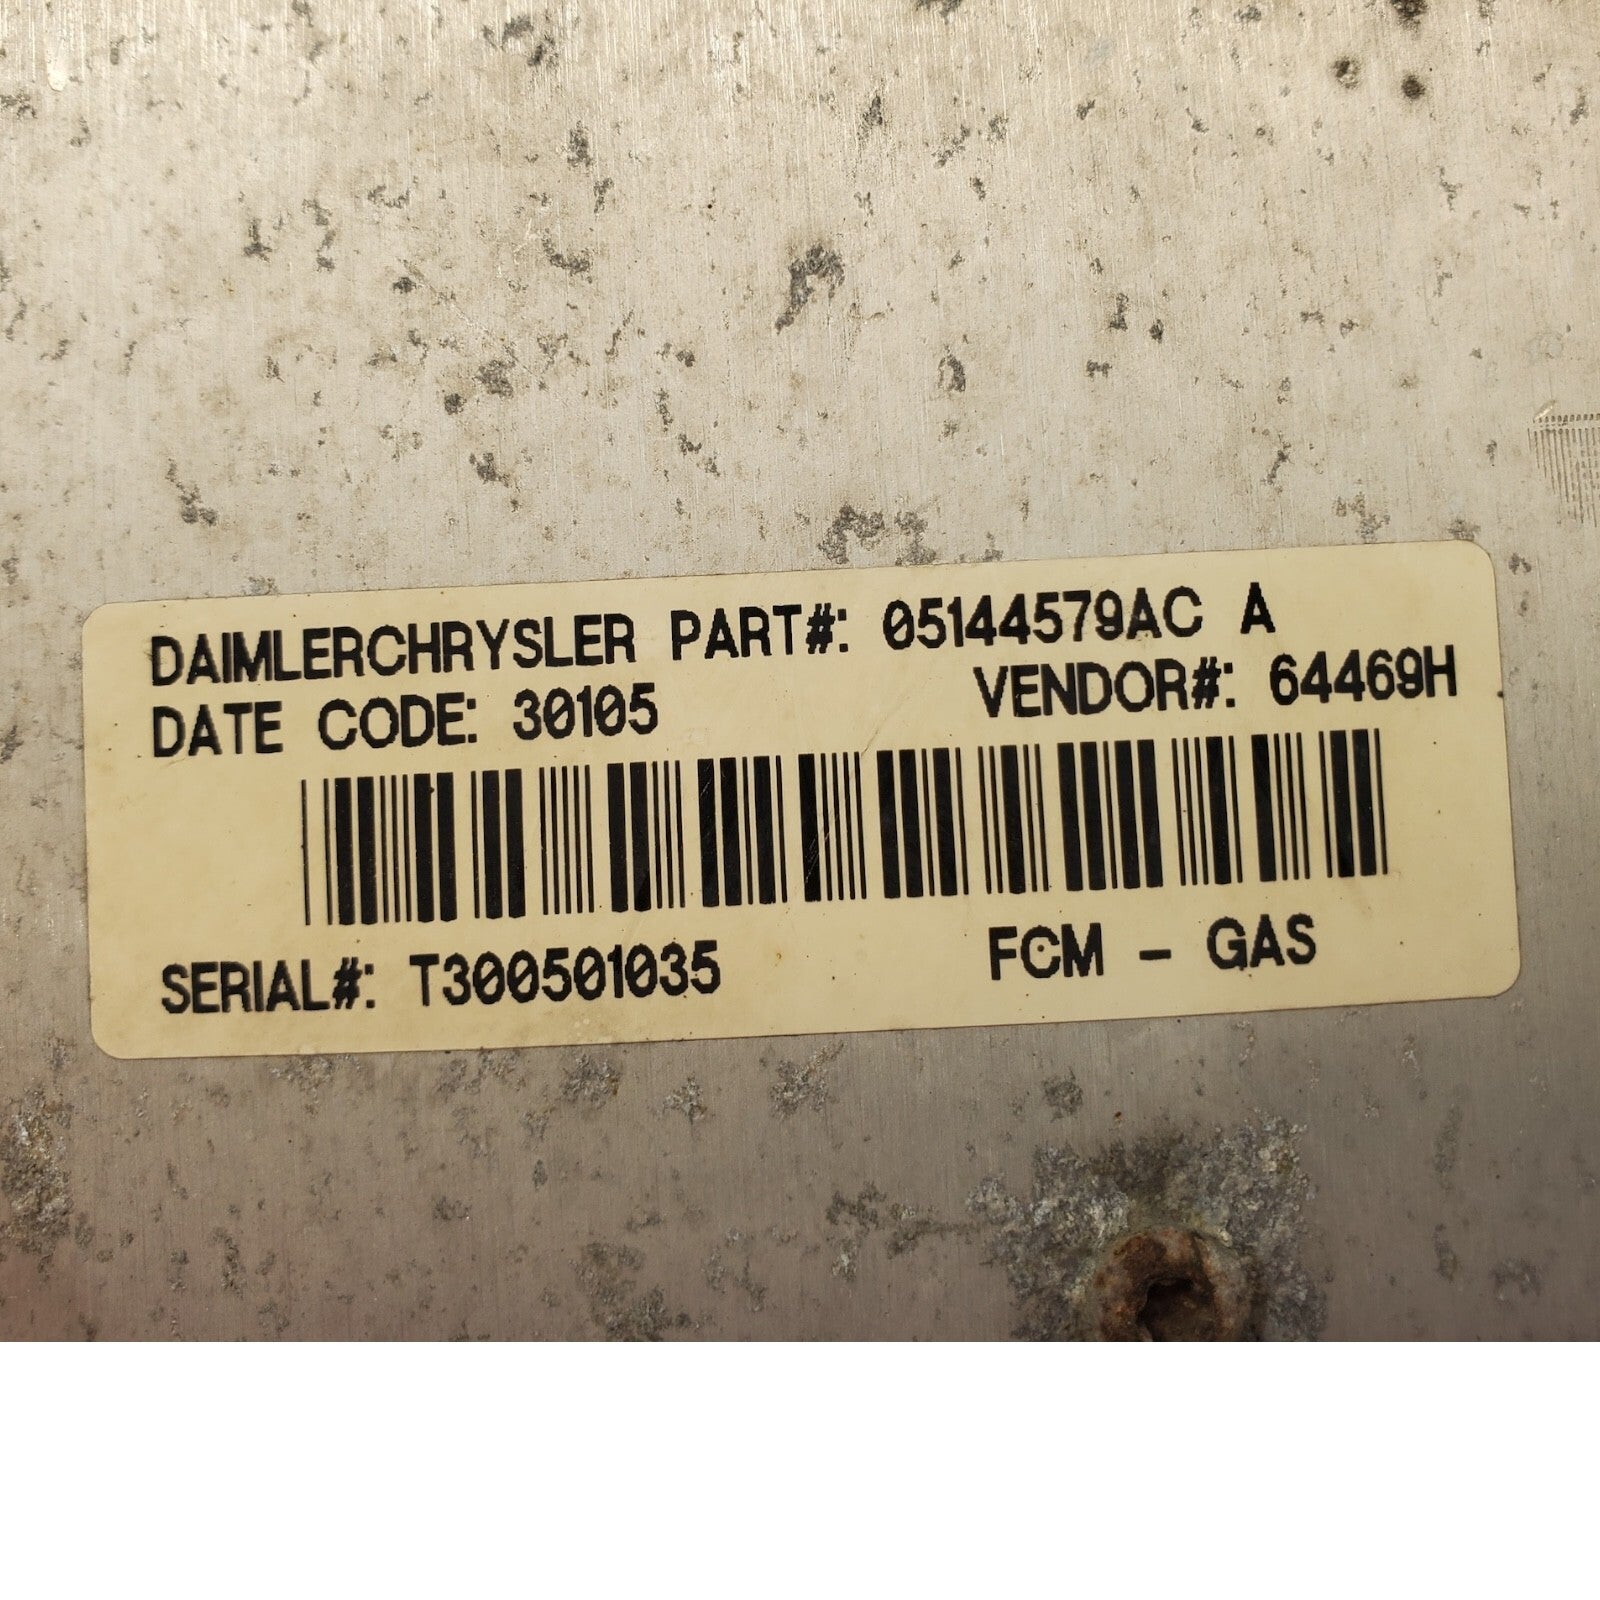 DAIMLERCHRYSLER PART#: 05144579AC A
DATE CODE: 30105 VENDOR#: 64469H
SERIAL#: T300501035 FCM - GAS